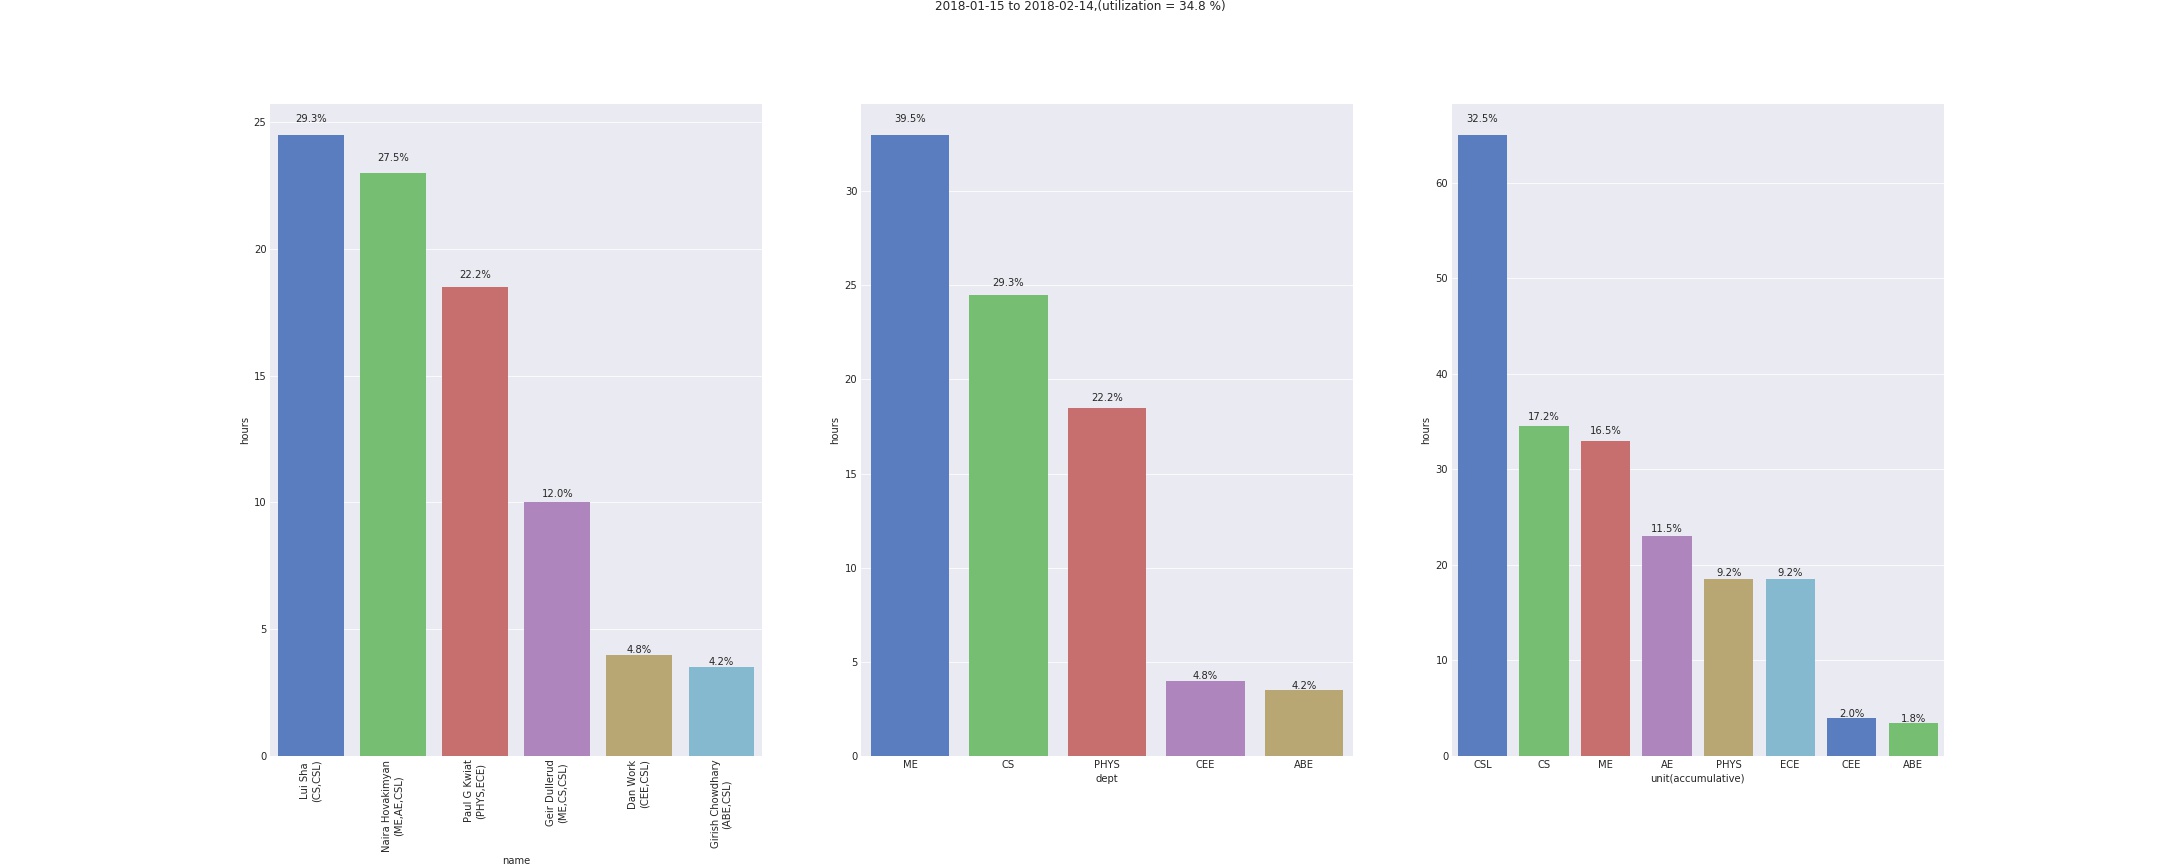 2018-01-15 to 2018-02-14,(utilization = 34.8 %)
25
20
15
10
5
0
hours
29.3%
27.5%
22.2%
12.0%
4.8%
4.2%
Lui Sha
(CS,CSL)
Naira Hovakimyan
(ME,AE,CSL)
Paul G Kwiat
(PHYS,ECE)
Geir Dullerud
(ME,CS,CSL)
Dan Work
(CEE,CSL)
Girish Chowdhary
(ABE,CSL)
name
30
25
20
15
10
5
0
hours
39.5%
29.3%
22.2%
4.8%
4.2%
ME CS PHYS CEE ABE
dept
60
50
40
30
20
10
0
hours
32.5%
17.2%
16.5%
11.5%
9.2%
9.2%
2.0%
1.8%
CSL CS ME AE PHYS ECE CEE ABE
unit(accumulative)